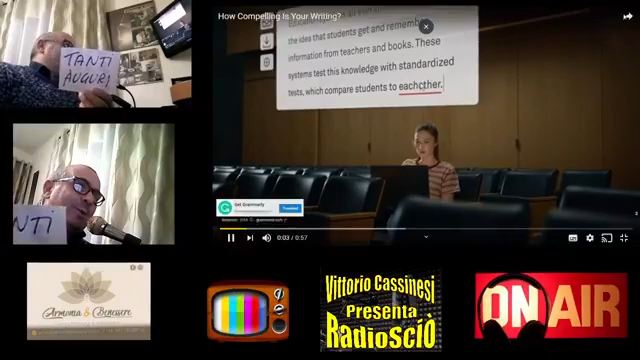 How Compelling Is Your Writing?
the idea that students get and remember
information from teachers and books. These
systems test this knowledge with standardized
tests, which compare students to eachother.
TANTI
AUGURI
NTI
Get Grammarly
0:03 / 0:57
Armonia & Benessere
Vittorio Cassinesi
Presenta
Radiosciò
ON AIR